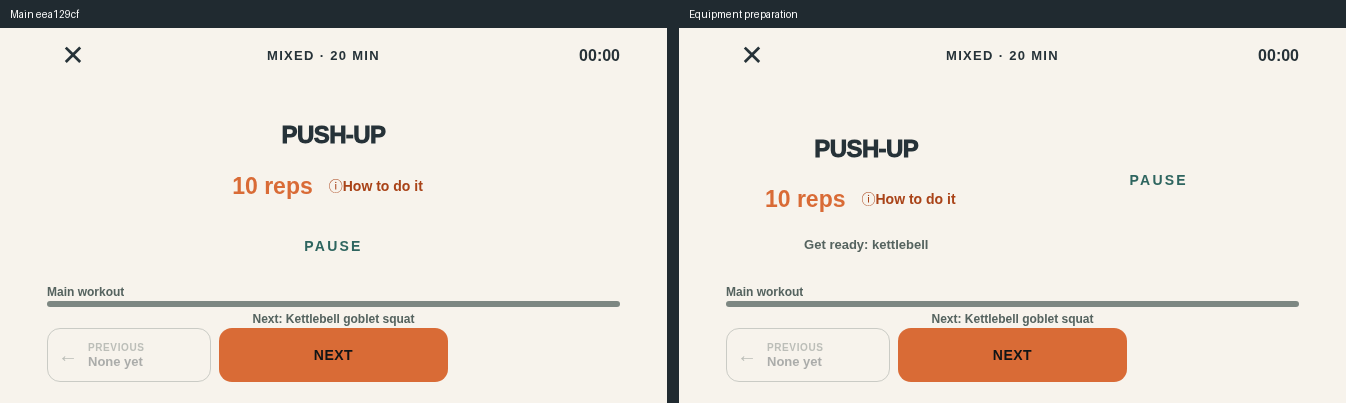 Main eea129cf
✕ MIXED · 20 MIN 00:00
PUSH-UP
10 reps ⓘHow to do it
PAUSE
Main workout
Next: Kettlebell goblet squat
← PREVIOUS
None yet
NEXT
Equipment preparation
✕ MIXED · 20 MIN 00:00
PUSH-UP
10 reps ⓘHow to do it
Get ready: kettlebell
PAUSE
Main workout
Next: Kettlebell goblet squat
← PREVIOUS
None yet
NEXT